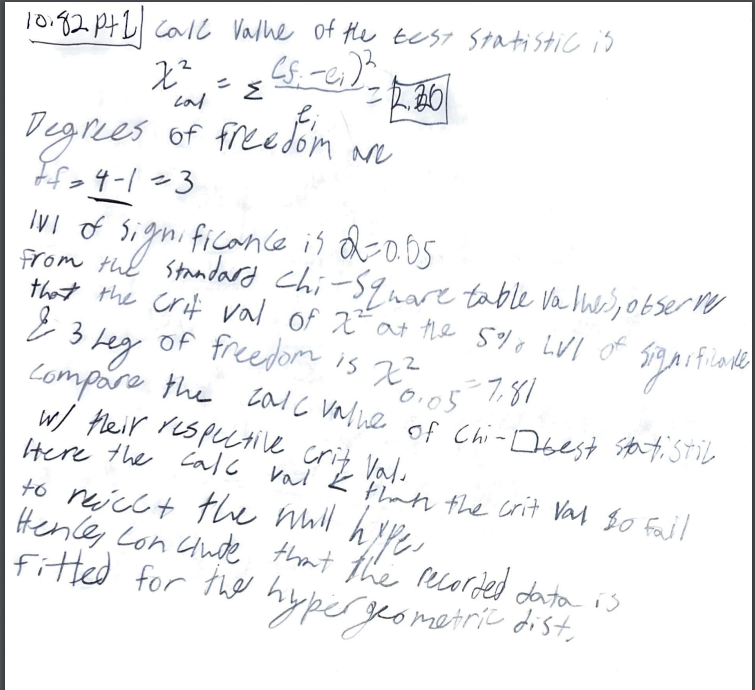 10.82 pt1 calc value of the test statistic is
χ²cal = Σ (fi - ei)² / ei =
Degrees of freedom are
df = 4-1 = 3
lvl of significance is α=0.05
from the standard chi-square table values, observe
that the crit val of χ² at the 5% lvl of significance
& 3 deg of freedom is χ²0.05 = 7.81
compare the calc value of chi-□ test statistic
w/ their respective crit val.
Here the calc val < than the crit val so fail
to reject the null hype,
Hence, conclude that the recorded data is
fitted for the hypergeometric dist,